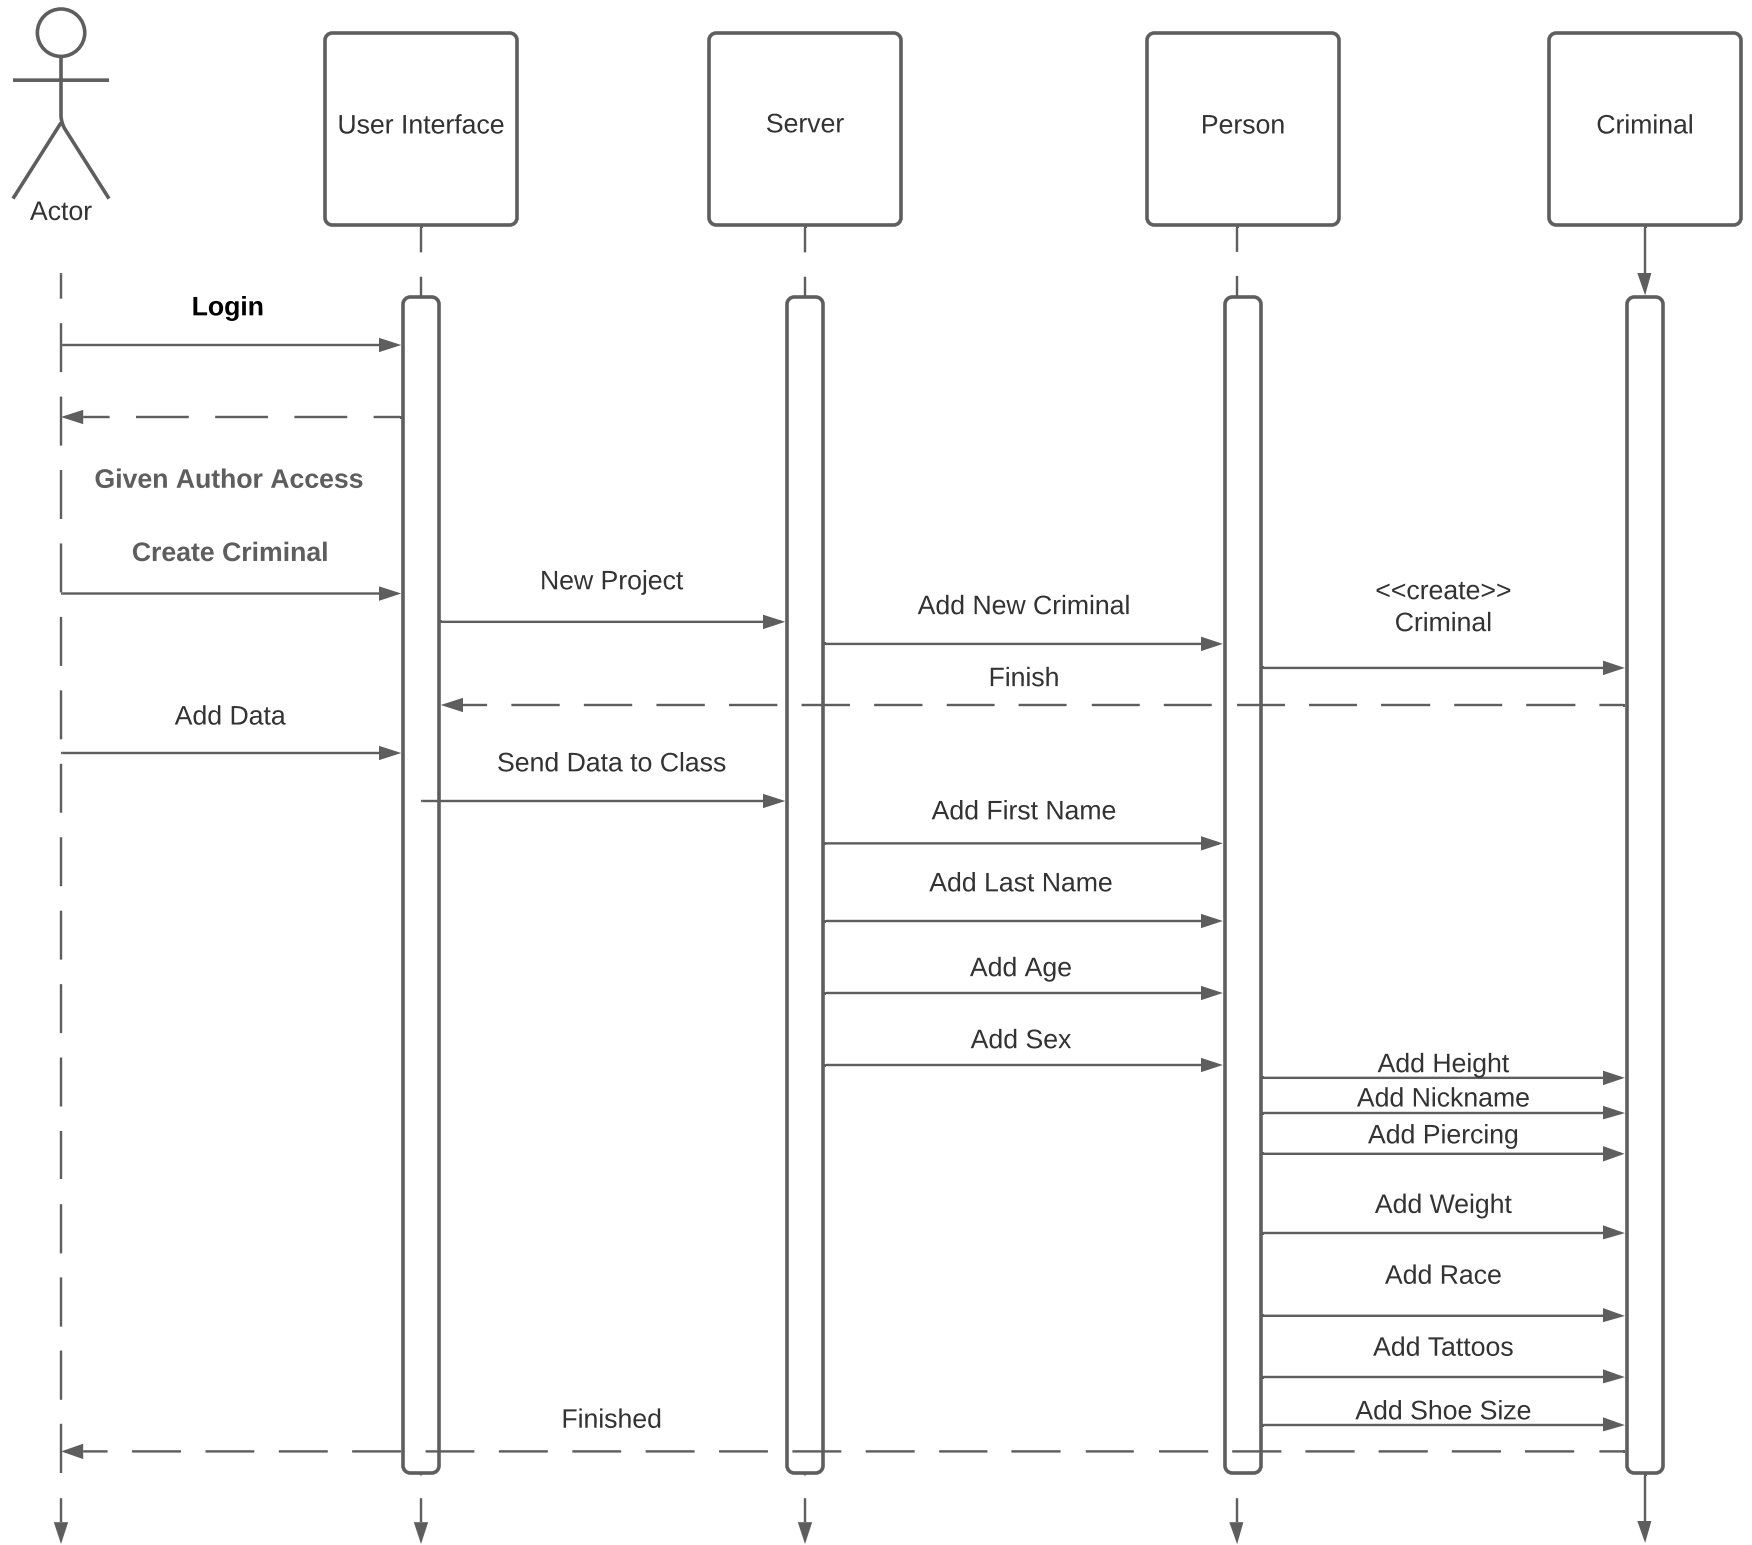 Actor
User Interface
Server
Person
Criminal
Login
Given Author Access
Create Criminal
New Project
Add New Criminal
<<create>>
Criminal
Finish
Add Data
Send Data to Class
Add First Name
Add Last Name
Add Age
Add Sex
Add Height
Add Nickname
Add Piercing
Add Weight
Add Race
Add Tattoos
Add Shoe Size
Finished